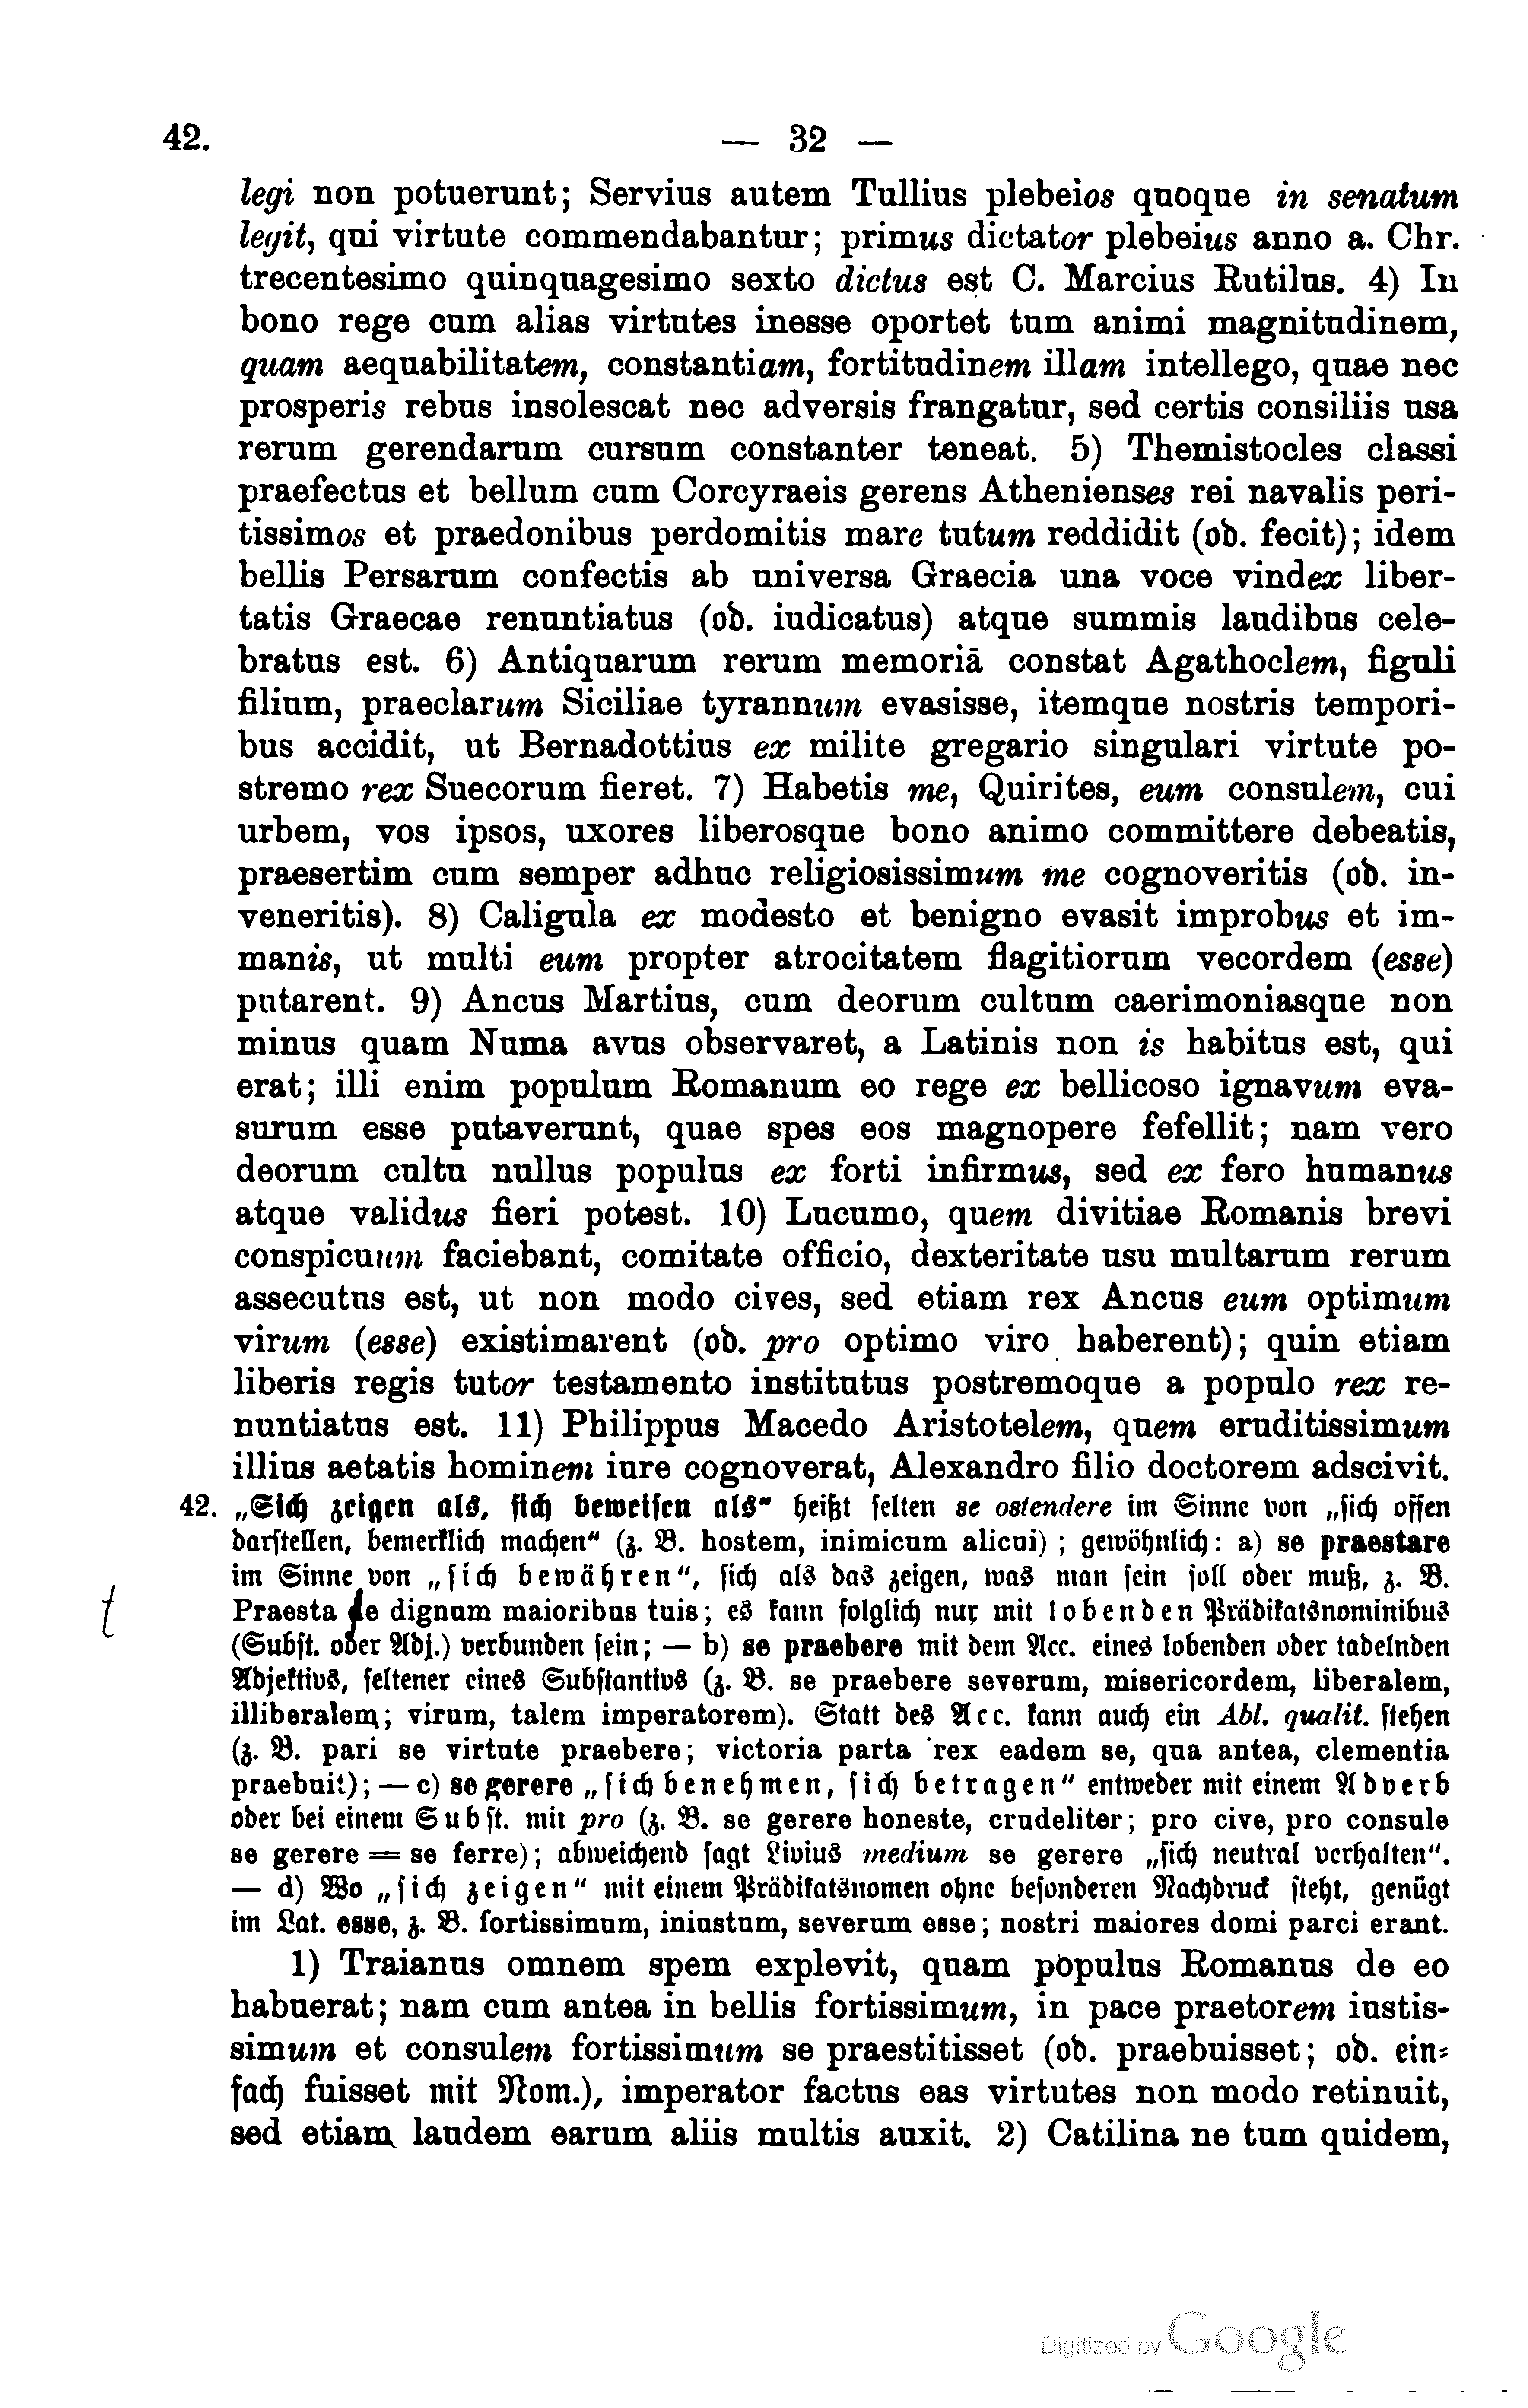 42.
— 32 —
legi non potuerunt; Servius autem Tullius plebeios quoque in senatum
legit, qui virtute commendabantur; primus dictator plebeius anno a. Chr.
trecentesimo quinquagesimo sexto dictus est C. Marcius Rutilus. 4) In
bono rege cum alias virtutes inesse oportet tum animi magnitudinem,
quam aequabilitatem, constantiam, fortitudinem illam intellego, quae nec
prosperis rebus insolescat nec adversis frangatur, sed certis consiliis usa
rerum gerendarum cursum constanter teneat. 5) Themistocles classi
praefectus et bellum cum Corcyraeis gerens Athenienses rei navalis peri-
tissimos et praedonibus perdomitis mare tutum reddidit (od. fecit); idem
bellis Persarum confectis ab universa Graecia una voce vindex liber-
tatis Graecae renuntiatus (od. iudicatus) atque summis laudibus cele-
bratus est. 6) Antiquarum rerum memoriā constat Agathoclem, figuli
filium, praeclarum Siciliae tyrannum evasisse, itemque nostris tempori-
bus accidit, ut Bernadottius ex milite gregario singulari virtute po-
stremo rex Suecorum fieret. 7) Habetis me, Quirites, eum consulem, cui
urbem, vos ipsos, uxores liberosque bono animo committere debeatis,
praesertim cum semper adhuc religiosissimum me cognoveritis (od. in-
veneritis). 8) Caligula ex modesto et benigno evasit improbus et im-
manis, ut multi eum propter atrocitatem flagitiorum vecordem (esse)
putarent. 9) Ancus Martius, cum deorum cultum caerimoniasque non
minus quam Numa avus observaret, a Latinis non is habitus est, qui
erat; illi enim populum Romanum eo rege ex bellicoso ignavum eva-
surum esse putaverunt, quae spes eos magnopere fefellit; nam vero
deorum cultu nullus populus ex forti infirmus, sed ex fero humanus
atque validus fieri potest. 10) Lucumo, quem divitiae Romanis brevi
conspicuum faciebant, comitate officio, dexteritate usu multarum rerum
assecutus est, ut non modo cives, sed etiam rex Ancus eum optimum
virum (esse) existimarent (od. pro optimo viro haberent); quin etiam
liberis regis tutor testamento institutus postremoque a populo rex re-
nuntiatus est. 11) Philippus Macedo Aristotelem, quem eruditissimum
illius aetatis hominem iure cognoverat, Alexandro filio doctorem adscivit.
42. „Sich zeigen als, sich beweisen als“ heißt selten se ostendere im Sinne von „sich offen
darstellen, bemerklich machen“ (z. B. hostem, inimicum alicui); gewöhnlich: a) se praestare
im Sinne von „sich bewähren“, sich als das zeigen, was man sein soll oder muß, z. B.
t Praesta te dignum maioribus tuis; es kann folglich nur mit lobenden Prädikatsnominibus
(Subst. oder Adj.) verbunden sein; — b) se praebere mit dem Acc. eines lobenden oder tadelnden
Adjektivs, seltener eines Substantivs (z. B. se praebere severum, misericordem, liberalem,
illiberalem; virum, talem imperatorem). Statt des Acc. kann auch ein Abl. qualit. stehen
(z. B. pari se virtute praebere; victoria parta rex eadem se, qua antea, clementia
praebuit); — c) se gerere „sich benehmen, sich betragen“ entweder mit einem Adverb
oder bei einem Subst. mit pro (z. B. se gerere honeste, crudeliter; pro cive, pro consule
se gerere = se ferre); abweichend sagt Livius medium se gerere „sich neutral verhalten“.
— d) Wo „sich zeigen“ mit einem Prädikatsnomen ohne besonderen Nachdruck steht, genügt
im Lat. esse, z. B. fortissimum, iniustum, severum esse; nostri maiores domi parci erant.
1) Traianus omnem spem explevit, quam populus Romanus de eo
habuerat; nam cum antea in bellis fortissimum, in pace praetorem iustis-
simum et consulem fortissimum se praestitisset (od. praebuisset; od. ein-
fach fuisset mit Nom.), imperator factus eas virtutes non modo retinuit,
sed etiam laudem earum aliis multis auxit. 2) Catilina ne tum quidem,
Digitized by Google